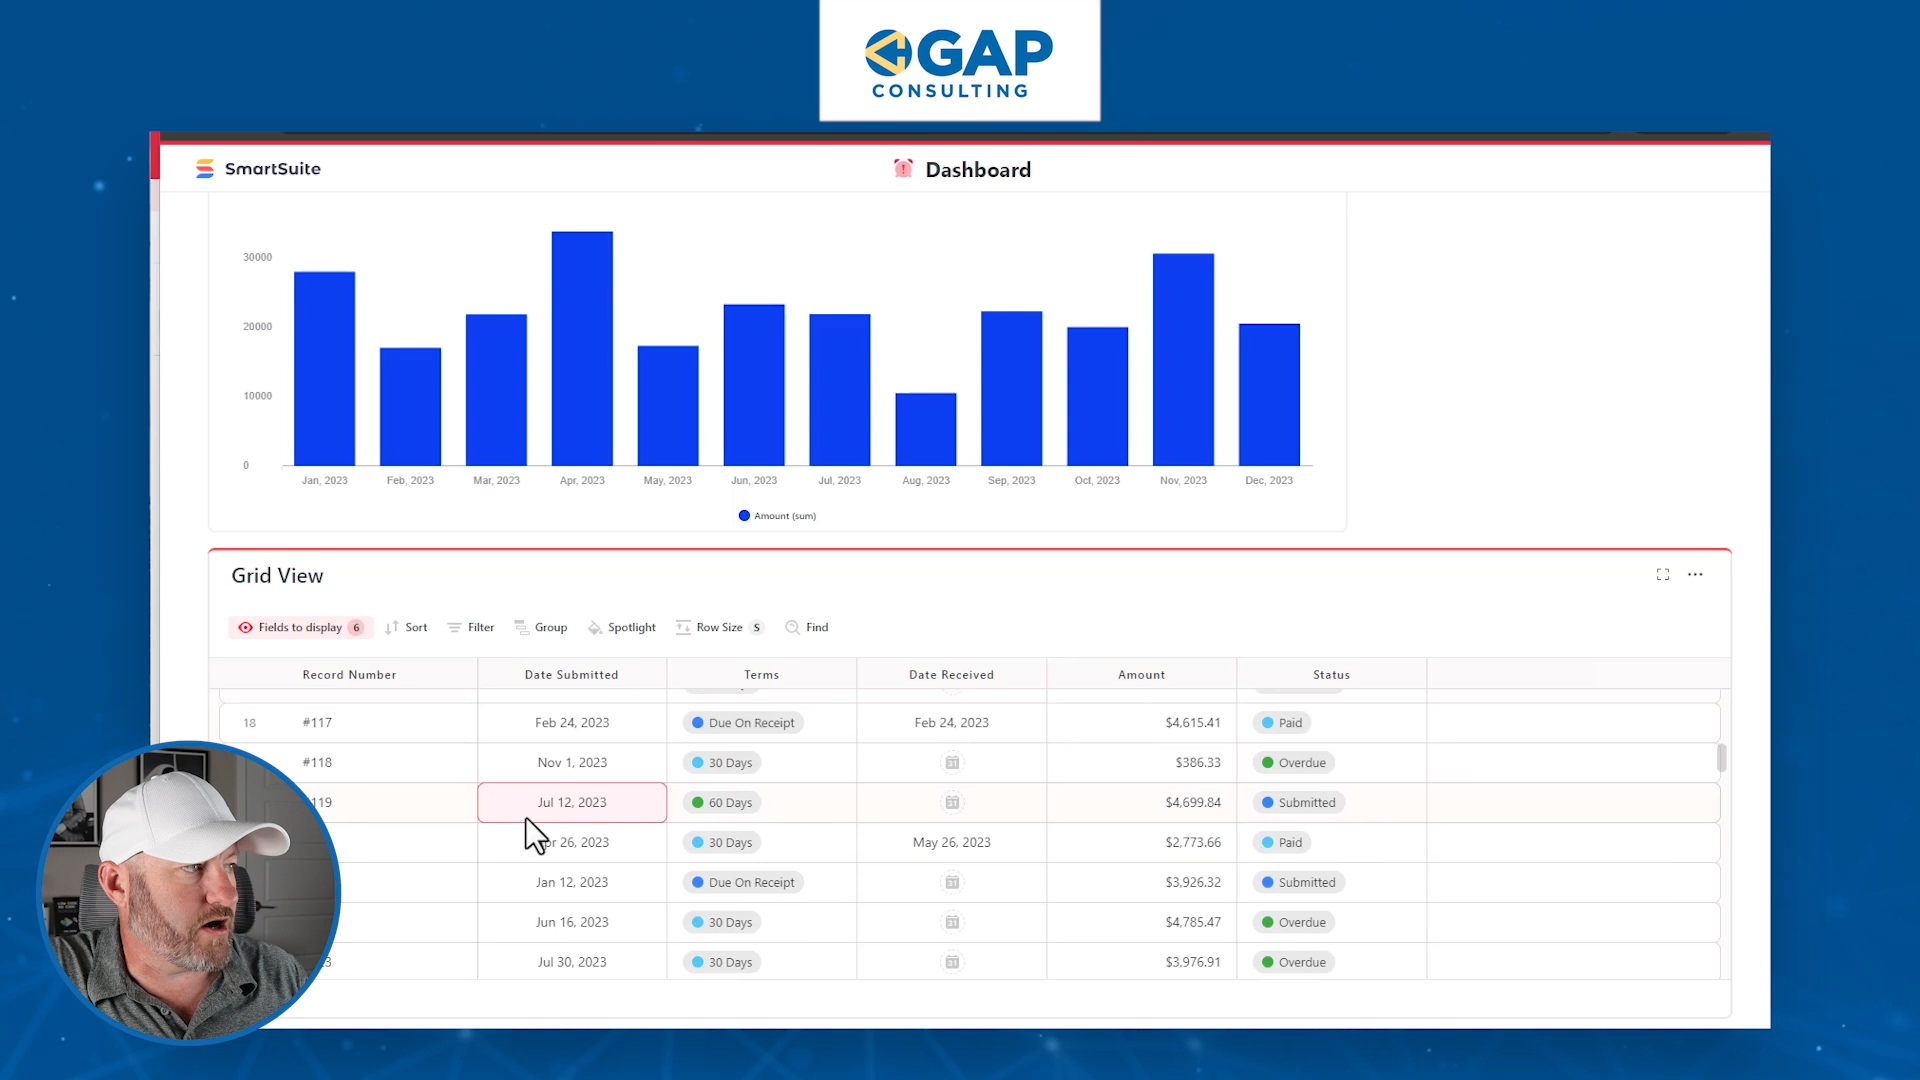 GAP
CONSULTING
SmartSuite
Dashboard
30000
20000
10000
0
Jan, 2023 Feb, 2023 Mar, 2023 Apr, 2023 May, 2023 Jun, 2023 Jul, 2023 Aug, 2023 Sep, 2023 Oct, 2023 Nov, 2023 Dec, 2023
Amount (sum)
Grid View
Fields to display 6 Sort Filter Group Spotlight Row Size S Find
Record Number Date Submitted Terms Date Received Amount Status
18 #117 Feb 24, 2023 Due On Receipt Feb 24, 2023 $4,615.41 Paid
#118 Nov 1, 2023 30 Days $386.33 Overdue
119 Jul 12, 2023 60 Days $4,699.84 Submitted
pr 26, 2023 30 Days May 26, 2023 $2,773.66 Paid
Jan 12, 2023 Due On Receipt $3,926.32 Submitted
Jun 16, 2023 30 Days $4,785.47 Overdue
3 Jul 30, 2023 30 Days $3,976.91 Overdue